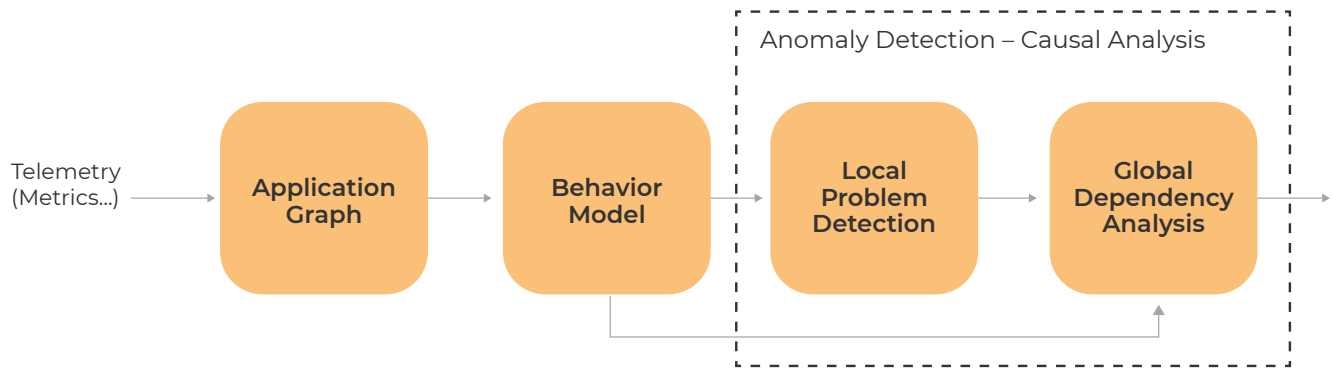 Anomaly Detection – Causal Analysis
Telemetry
(Metrics...)
Application
Graph
Behavior
Model
Local
Problem
Detection
Global
Dependency
Analysis